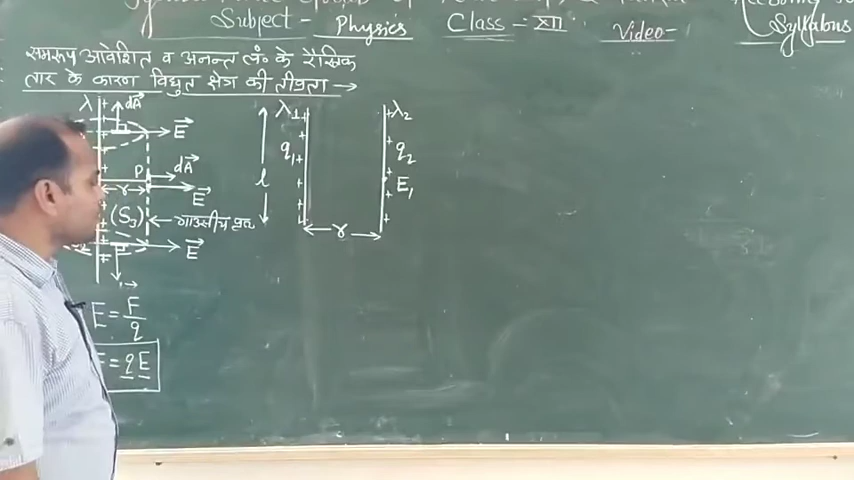 Subject - Physics Class - XII Video - Syllabus
समरूप आवेशित व अनन्त लं० के रैखिक
तार के कारण विद्युत क्षेत्र की तीव्रता →
λ dA
E
P dA
r E
(S3) गाउसीय पृष्ठ
E
E = F/q
= qE
λ1 λ2
q1 q2
l E1
r